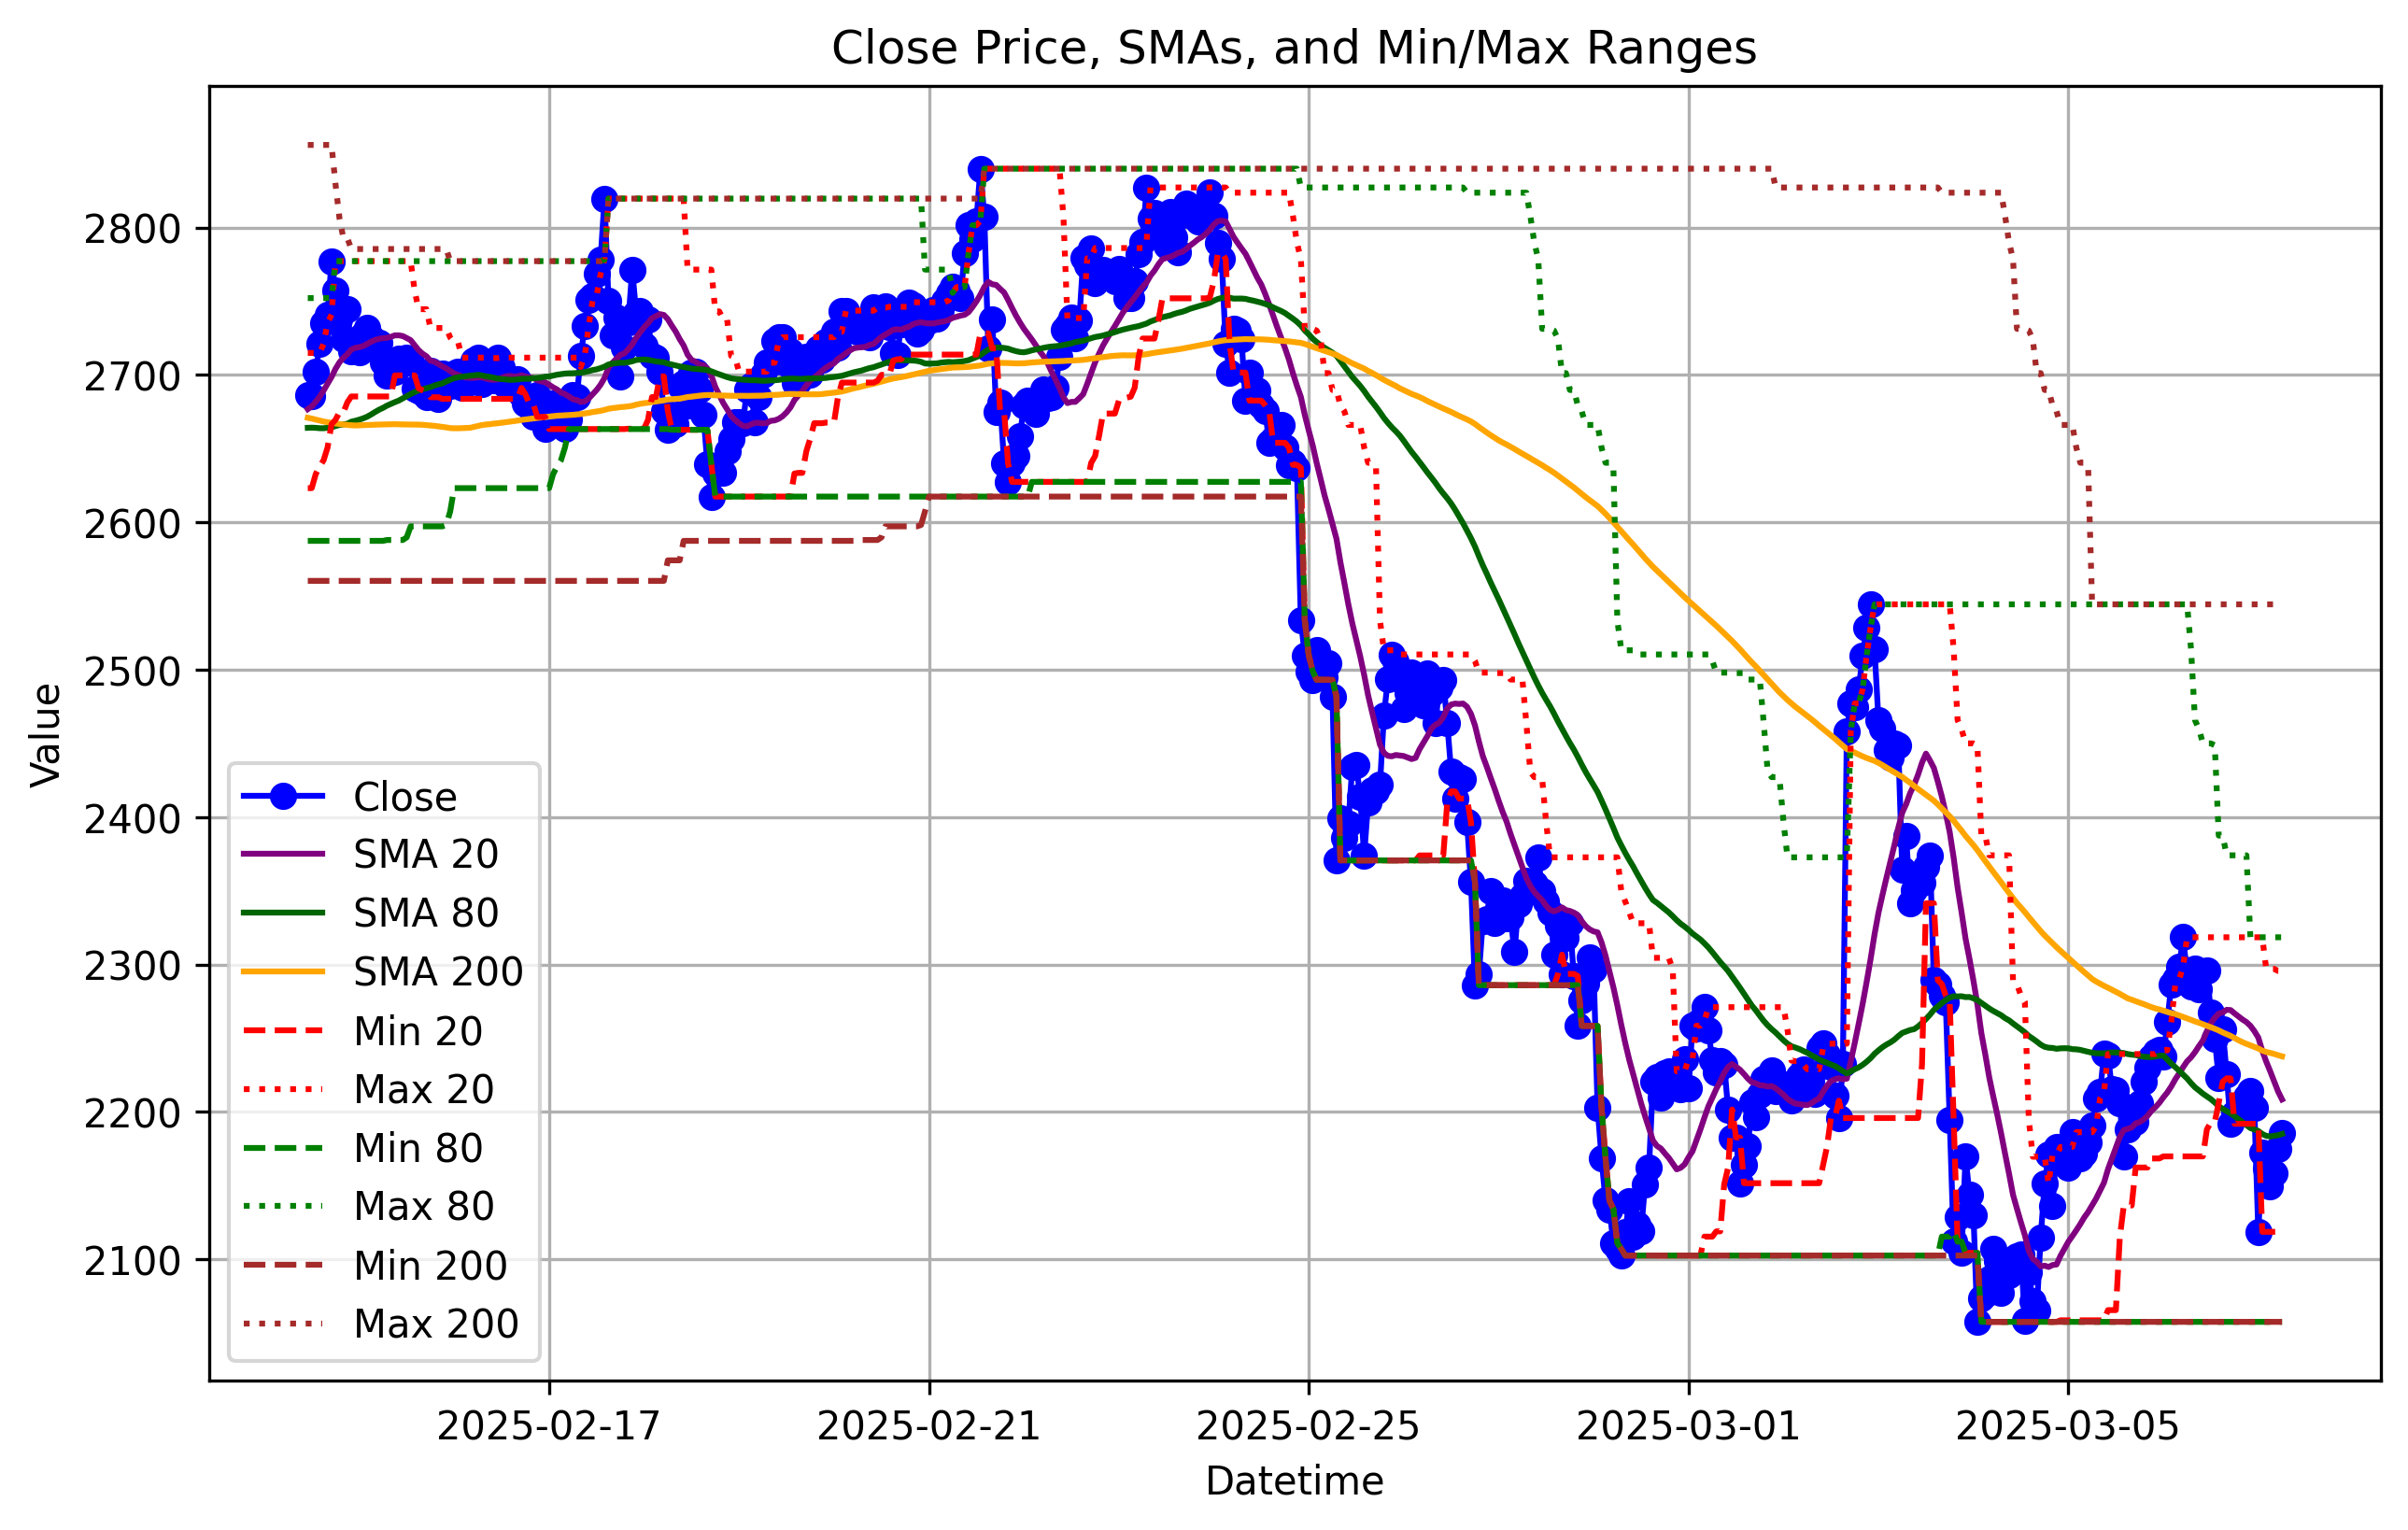 Close Price, SMAs, and Min/Max Ranges
Value
2800
2700
2600
2500
2400
2300
2200
2100
Close
SMA 20
SMA 80
SMA 200
Min 20
Max 20
Min 80
Max 80
Min 200
Max 200
2025-02-17
2025-02-21
2025-02-25
2025-03-01
2025-03-05
Datetime